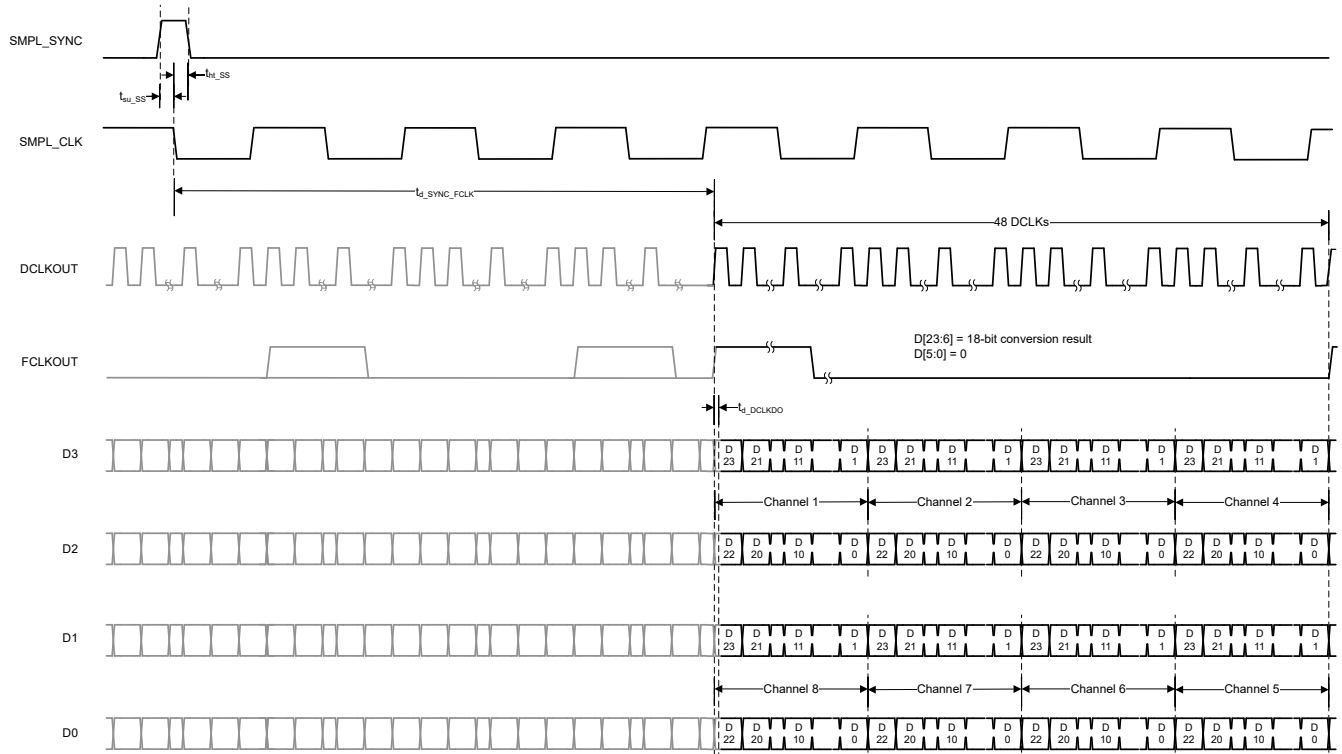 SMPL_SYNC
tht_SS
tsu_SS
SMPL_CLK
td_SYNC_FCLK
48 DCLKs
DCLKOUT
D[23:6] = 18-bit conversion result
D[5:0] = 0
FCLKOUT
td_DCLKDO
D D D D D D D D D D D D D D D D
D3
23 21 11 1 23 21 11 1 23 21 11 1 23 21 11 1
Channel 1 Channel 2 Channel 3 Channel 4
D D D D D D D D D D D D D D D D
D2
22 20 10 0 22 20 10 0 22 20 10 0 22 20 10 0
D D D D D D D D D D D D D D D D
D1
23 21 11 1 23 21 11 1 23 21 11 1 23 21 11 1
Channel 8 Channel 7 Channel 6 Channel 5
D D D D D D D D D D D D D D D D
D0
22 20 10 0 22 20 10 0 22 20 10 0 22 20 10 0